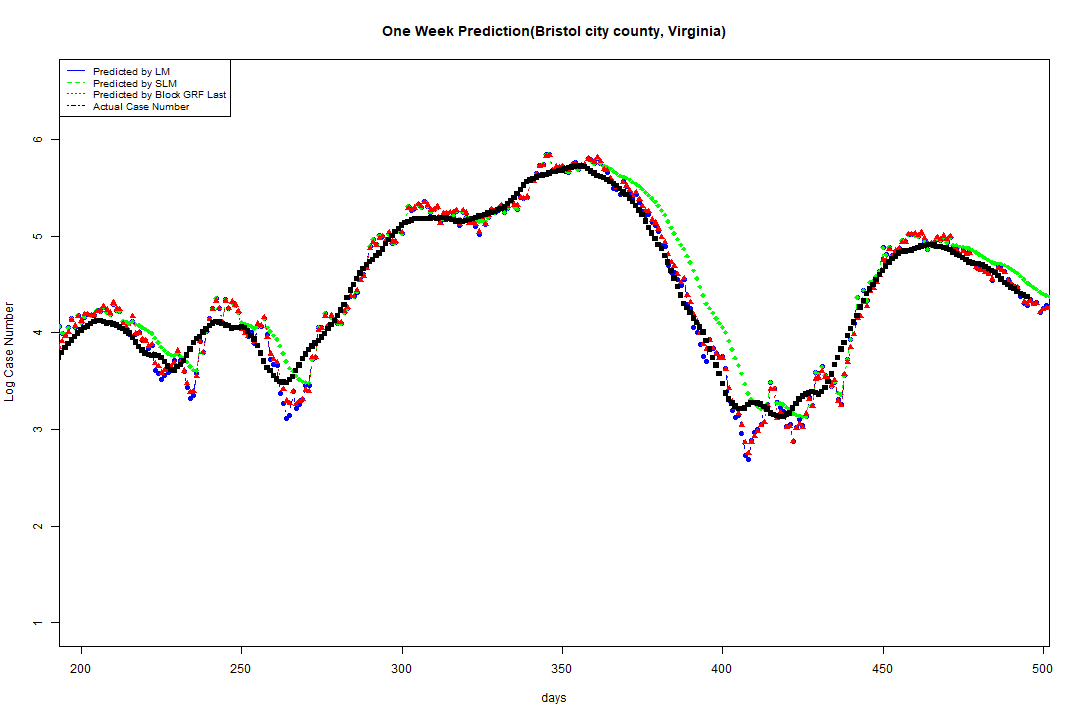 One Week Prediction(Bristol city county, Virginia)
Predicted by LM
Predicted by SLM
Predicted by Block GRF Last
Actual Case Number
6
5
4
3
2
1
Log Case Number
200 250 300 350 400 450 500
days